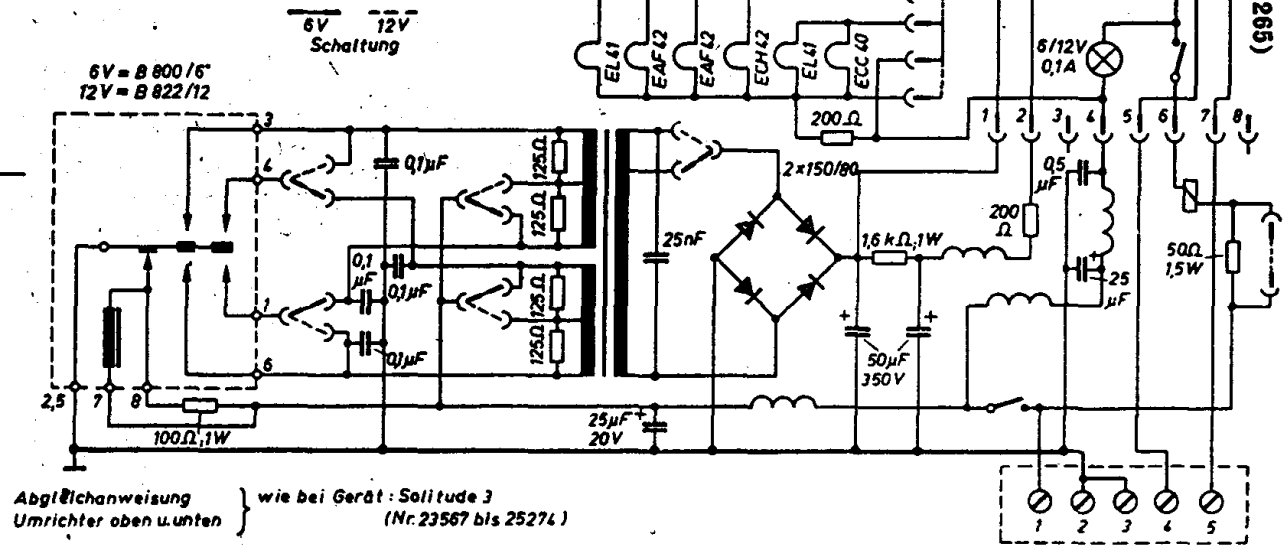 6V 12V
Schaltung
6V = B 800/6
12V = B 822/12
EL41
EAF42
EAF42
ECH42
EL41
ECC40
6/12V
0,1A
265)
200Ω
1 2 3 4 5 6 7 8
3
4
1
6
2,5 7 8
0,1µF
125Ω
125Ω
125Ω
125Ω
0,1
µF
0,1µF
0,1µF
25nF
2×150/80
1,6kΩ;1W
200
Ω
0,5
µF
25
µF
50Ω
1,5W
+
+
+
50µF
350V
100Ω;1W
25µF+
20V
1 2 3 4 5
Abgleichanweisung
Umrichter oben u. unten
} wie bei Gerät : Solitude 3
(Nr. 23567 bis 25274)